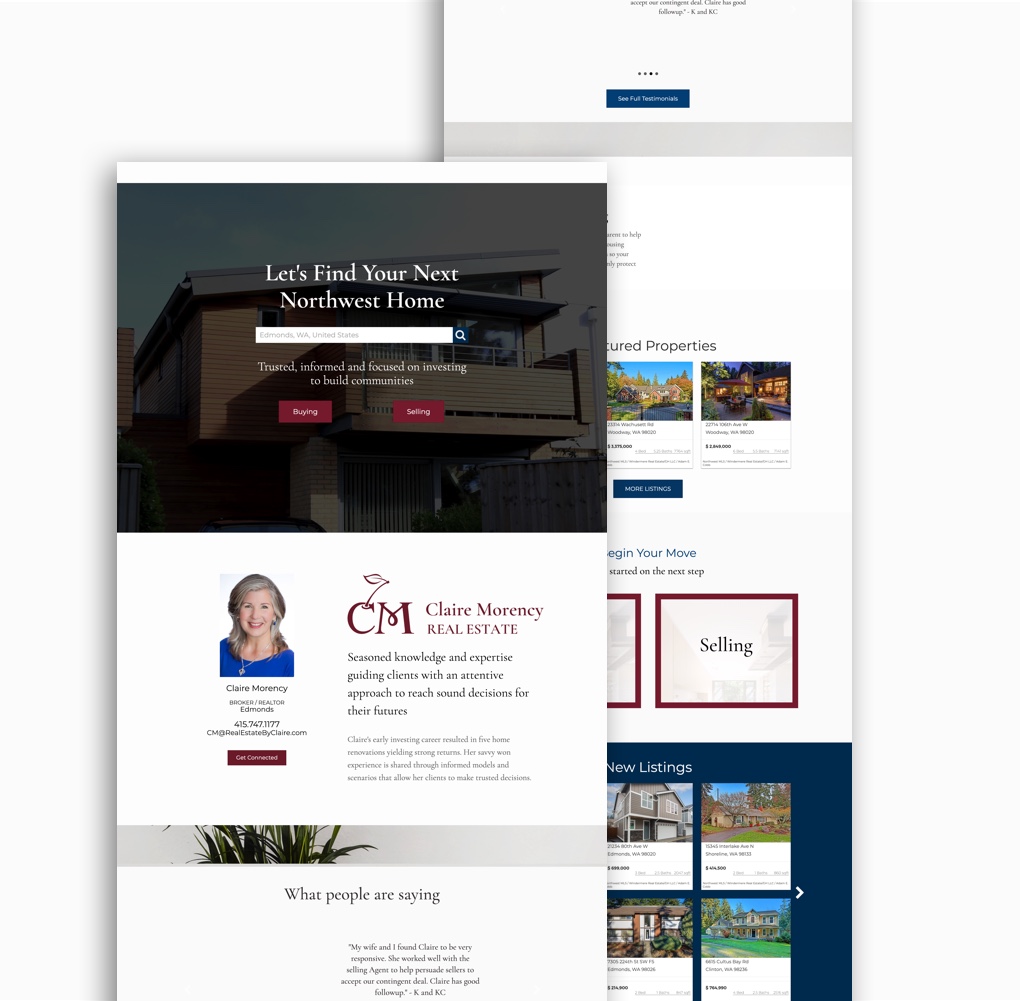 accept our contingent deal. Claire has good
followup." - K and KC
See Full Testimonials
Let's Find Your Next
Northwest Home
Edmonds, WA, United States
Trusted, informed and focused on investing
to build communities
Buying
Selling
Claire Morency
BROKER / REALTOR
Edmonds
415.747.1177
CM@RealEstateByClaire.com
Get Connected
CM Claire Morency
REAL ESTATE
Seasoned knowledge and expertise
guiding clients with an attentive
approach to reach sound decisions for
their futures
Claire's early investing career resulted in five home
renovations yielding strong returns. Her savvy won
experience is shared through informed models and
scenarios that allow her clients to make trusted decisions.
What people are saying
"My wife and I found Claire to be very
responsive. She worked well with the
selling Agent to help persuade sellers to
accept our contingent deal. Claire has good
followup." - K and KC
arent to help
ousing
so your
nly protect
tured Properties
23314 Wachusett Rd
Woodway, WA 98020
$ 3,375,000
22714 106th Ave W
Woodway, WA 98020
$ 2,849,000
MORE LISTINGS
Begin Your Move
started on the next step
Selling
New Listings
21234 80th Ave W
Edmonds, WA 98020
$ 699,000
15345 Interlake Ave N
Shoreline, WA 98133
$ 414,500
7305 224th St SW F5
Edmonds, WA 98026
$ 214,900
6615 Cultus Bay Rd
Clinton, WA 98236
$ 764,990